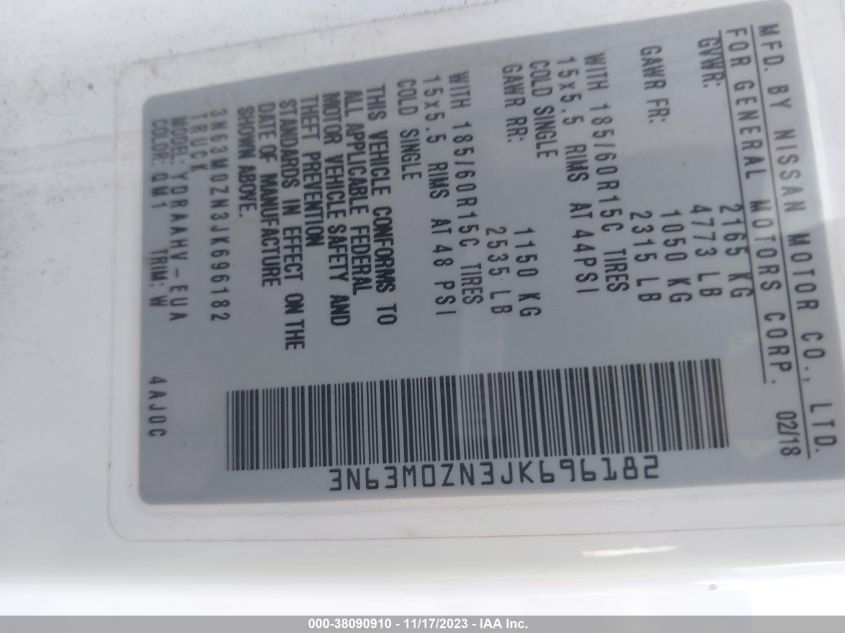 MFD. BY NISSAN MOTOR CO., LTD.
FOR GENERAL MOTORS CORP. 02/18
GVWR: 2165 KG
4773 LB
GAWR FR: 1050 KG
2315 LB
WITH 185/60R15C TIRES
15x5.5 RIMS AT 44PSI
COLD SINGLE
GAWR RR: 1150 KG
2535 LB
WITH 185/60R15C TIRES
15x5.5 RIMS AT 48 PSI
COLD SINGLE
THIS VEHICLE CONFORMS TO
ALL APPLICABLE FEDERAL
MOTOR VEHICLE SAFETY AND
THEFT PREVENTION
STANDARDS IN EFFECT ON THE
DATE OF MANUFACTURE
SHOWN ABOVE.
3N63M0ZN3JK696182
TRUCK
MODEL: YDRAAHV-EUA
COLOR: QM1 TRIM: W 4AJ0C
3N63M0ZN3JK696182
000-38090910 - 11/17/2023 - IAA Inc.